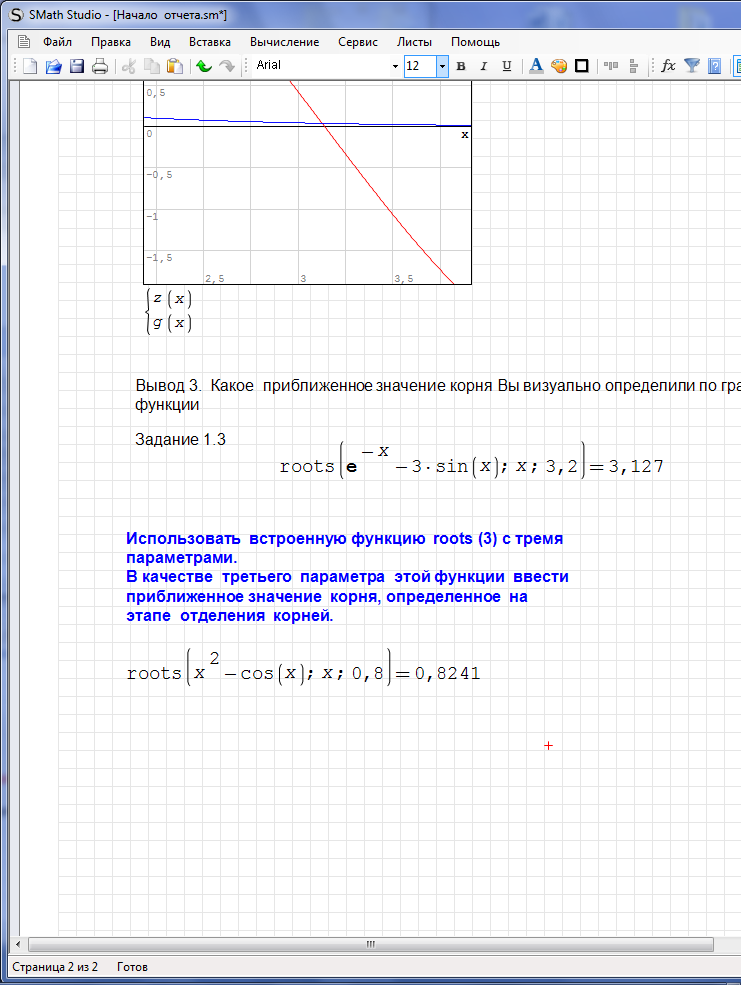 SMath Studio - [Начало отчета.sm*]
Файл Правка Вид Вставка Вычисление Сервис Листы Помощь
Arial 12 B I U A fx
0,5
0 x
-0,5
-1
-1,5
2,5 3 3,5
z(x)
g(x)
Вывод 3. Какое приближенное значение корня Вы визуально определили по гра
функции
Задание 1.3
roots(e^-x-3·sin(x); x; 3,2)=3,127
Использовать встроенную функцию roots (3) с тремя
параметрами.
В качестве третьего параметра этой функции ввести
приближенное значение корня, определенное на
этапе отделения корней.
roots(x^2-cos(x); x; 0,8)=0,8241
Страница 2 из 2 Готов